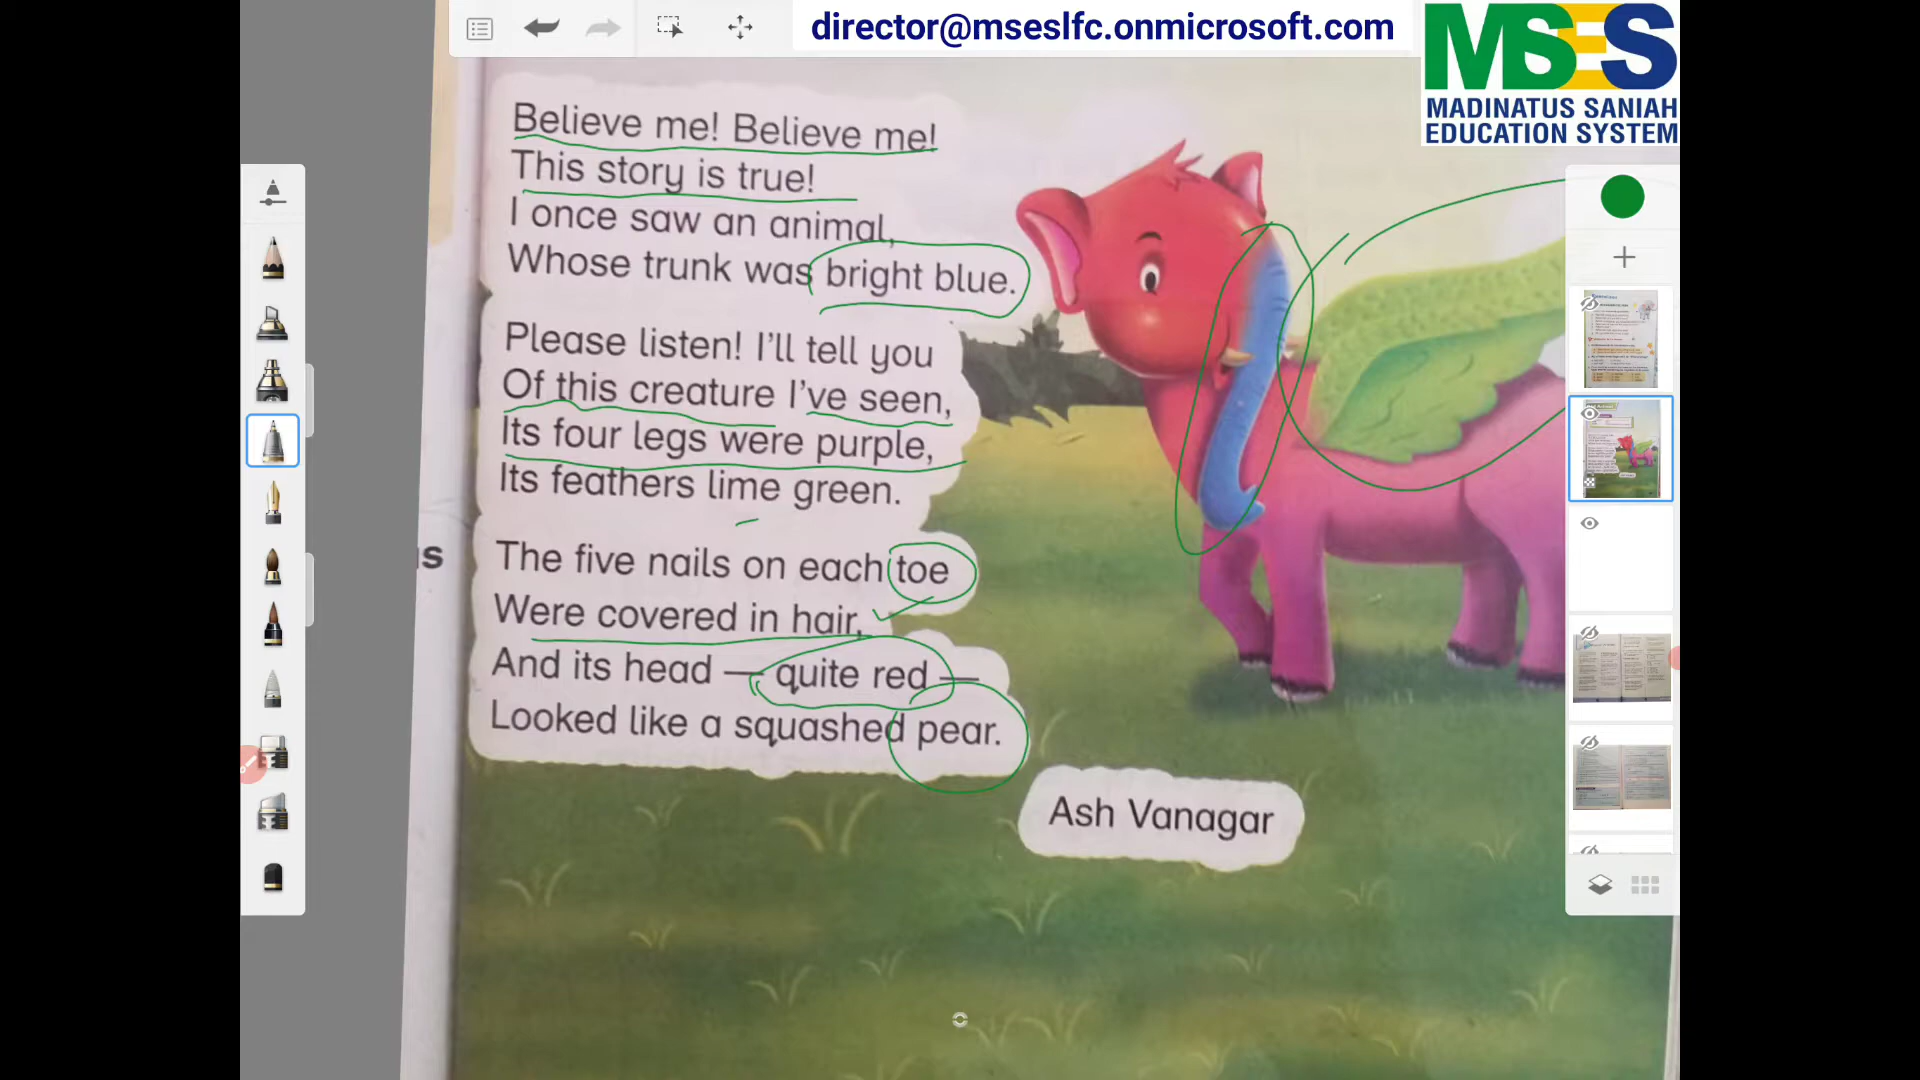 director@mseslfc.onmicrosoft.com
MSES
MADINATUS SANIAH
EDUCATION SYSTEM
Believe me! Believe me!
This story is true!
I once saw an animal,
Whose trunk was bright blue.
Please listen! I'll tell you
Of this creature I've seen,
Its four legs were purple,
Its feathers lime green.
The five nails on each toe
Were covered in hair,
And its head — quite red —
Looked like a squashed pear.
Ash Vanagar